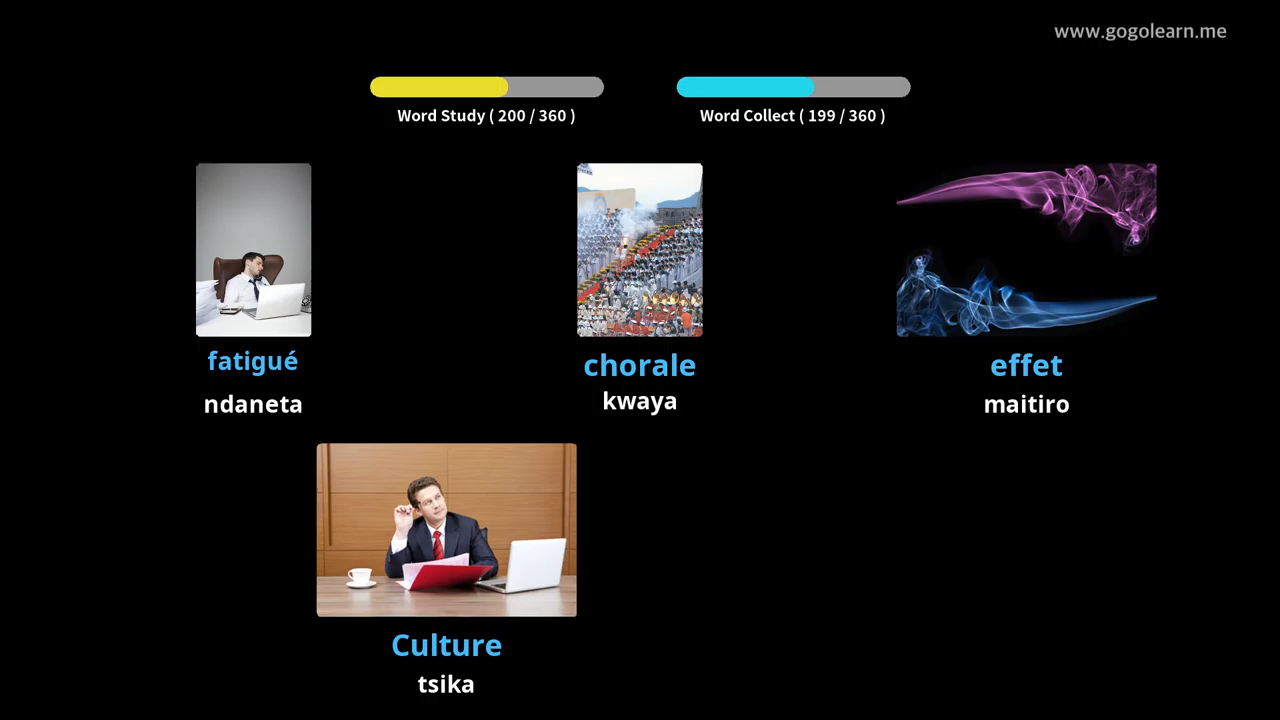 www.gogolearn.me
Word Study ( 200 / 360 )
Word Collect ( 199 / 360 )
fatigué
ndaneta
chorale
kwaya
effet
maitiro
Culture
tsika